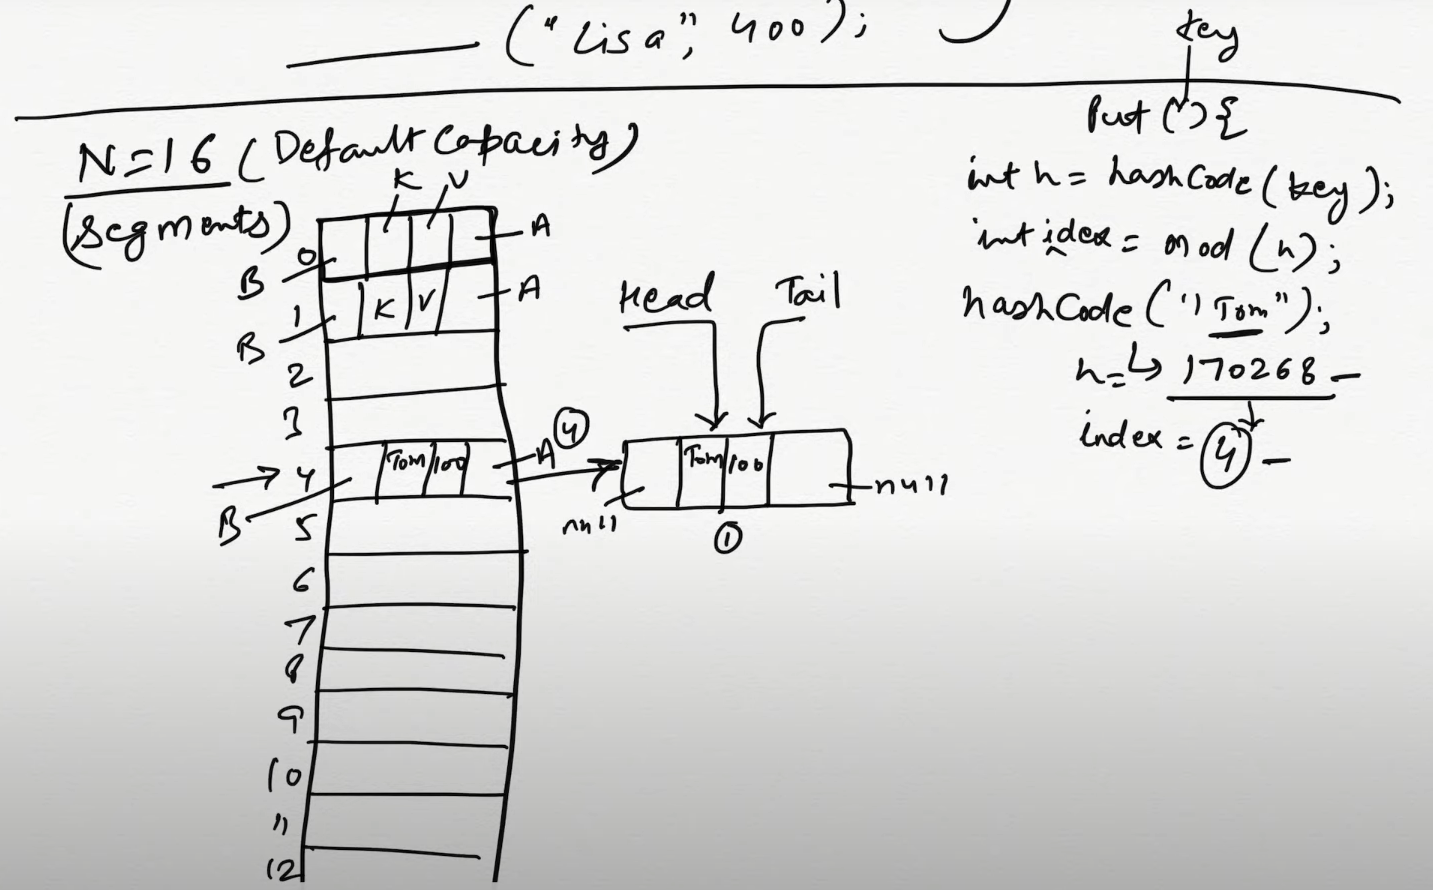 ("Lisa", 400);
key
Put( ) {
N=16 (Default Capacity)
(Segments)
K V
int h = hashCode(key);
int idex = mod(h);
hashCode("Tom");
h= 170268
index = 4
0 A
B
1 K V A
B
2
3
4 Tom 100 A 4
B
5
6
7
8
9
10
11
12
Head Tail
Tom 100
null null
1